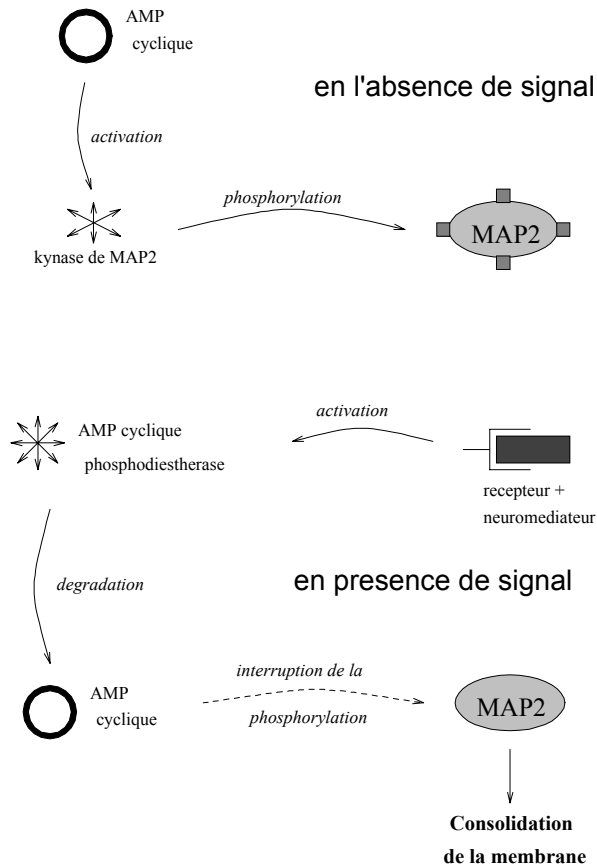 AMP
cyclique
en l'absence de signal
activation
phosphorylation
MAP2
kynase de MAP2
activation
AMP cyclique
phosphodiestherase
recepteur +
neuromediateur
en presence de signal
degradation
interruption de la
phosphorylation
AMP
cyclique
MAP2
Consolidation
de la membrane